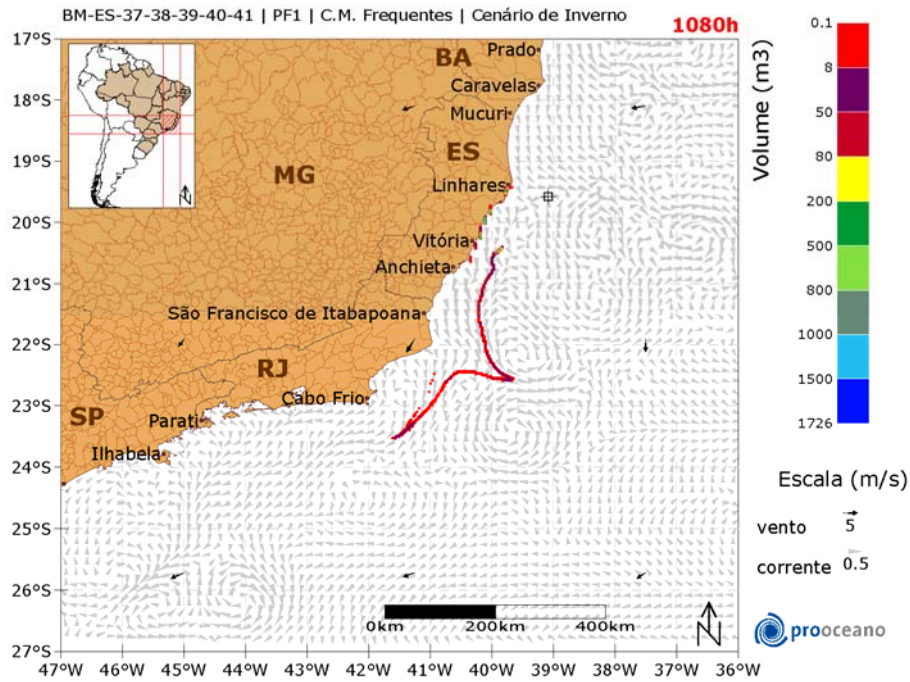 BM-ES-37-38-39-40-41 | PF1 | C.M. Frequentes | Cenário de Inverno
1080h
17°S
18°S
19°S
20°S
21°S
22°S
23°S
24°S
25°S
26°S
27°S
BA
Prado
Caravelas
Mucuri
ES
MG
Linhares
Vitória
Anchieta
São Francisco de Itabapoana
RJ
Cabo Frio
SP
Parati
Ilhabela
N
0km 200km 400km
N
47°W 46°W 45°W 44°W 43°W 42°W 41°W 40°W 39°W 38°W 37°W 36°W
Volume (m3)
0.1
8
50
80
200
500
800
1000
1500
1726
Escala (m/s)
vento 5
corrente 0.5
prooceano